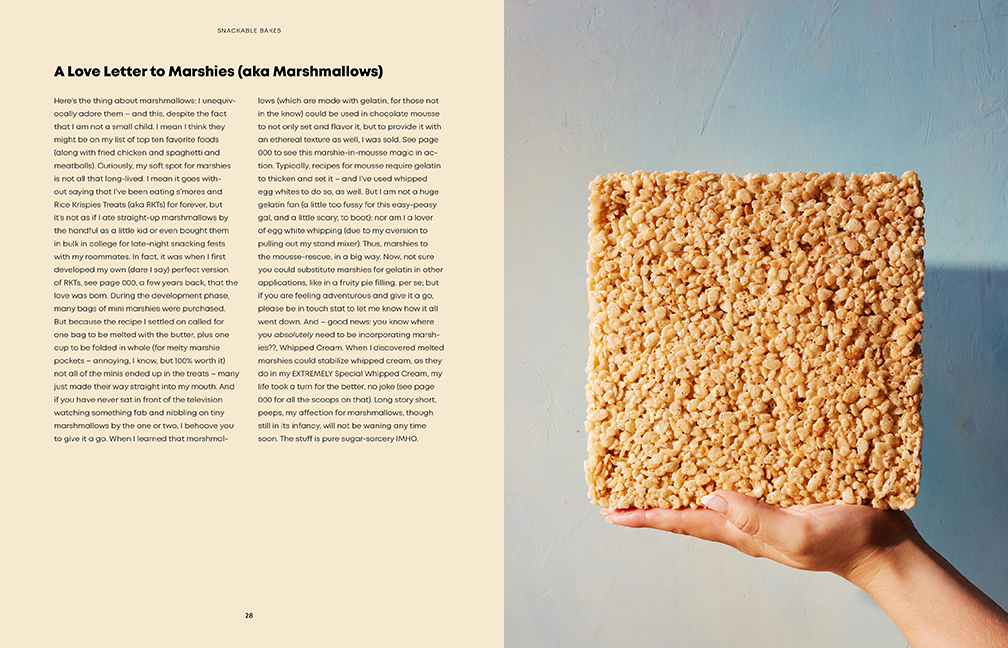 SNACKABLE BAKES
A Love Letter to Marshies (aka Marshmallows)
Here's the thing about marshmallows: I unequiv-
ocally adore them – and this, despite the fact
that I am not a small child. I mean I think they
might be on my list of top ten favorite foods
(along with fried chicken and spaghetti and
meatballs). Curiously, my soft spot for marshies
is not all that long-lived. I mean it goes with-
out saying that I've been eating s'mores and
Rice Krispies Treats (aka RKTs) for forever, but
it's not as if I ate straight-up marshmallows by
the handful as a little kid or even bought them
in bulk in college for late-night snacking fests
with my roommates. In fact, it was when I first
developed my own (dare I say) perfect version
of RKTs, see page 000, a few years back, that the
love was born. During the development phase,
many bags of mini marshies were purchased.
But because the recipe I settled on called for
one bag to be melted with the butter, plus one
cup to be folded in whole (for melty marshie
pockets – annoying, I know, but 100% worth it)
not all of the minis ended up in the treats – many
just made their way straight into my mouth. And
if you have never sat in front of the television
watching something fab and nibbling on tiny
marshmallows by the one or two, I behoove you
to give it a go. When I learned that marshmal-
lows (which are made with gelatin, for those not
in the know) could be used in chocolate mousse
to not only set and flavor it, but to provide it with
an ethereal texture as well, I was sold. See page
000 to see this marshie-in-mousse magic in ac-
tion. Typically, recipes for mousse require gelatin
to thicken and set it – and I've used whipped
egg whites to do so, as well. But I am not a huge
gelatin fan (a little too fussy for this easy-peasy
gal, and a little scary, to boot); nor am I a lover
of egg white whipping (due to my aversion to
pulling out my stand mixer). Thus, marshies to
the mousse-rescue, in a big way. Now, not sure
you could substitute marshies for gelatin in other
applications, like in a fruity pie filling, per se; but
if you are feeling adventurous and give it a go,
please be in touch stat to let me know how it all
went down. And – good news: you know where
you absolutely need to be incorporating marsh-
ies??, Whipped Cream. When I discovered melted
marshies could stabilize whipped cream, as they
do in my EXTREMELY Special Whipped Cream, my
life took a turn for the better, no joke (see page
000 for all the scoops on that). Long story short,
peeps, my affection for marshmallows, though
still in its infancy, will not be waning any time
soon. The stuff is pure sugar-sorcery IMHO.
28